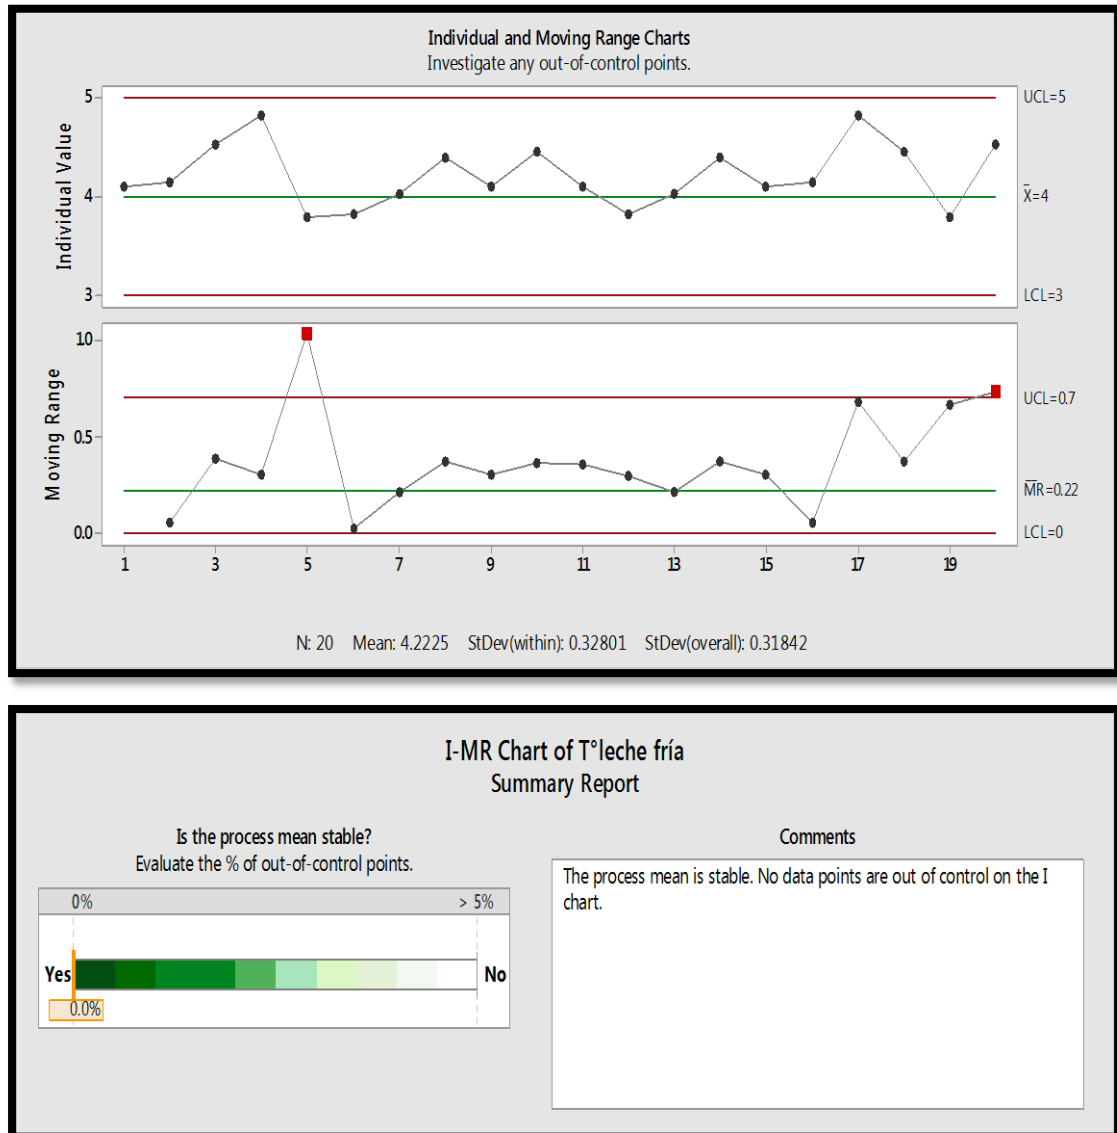 Individual and Moving Range Charts
Investigate any out-of-control points.
Individual Value
5
4
3
UCL=5
X̄=4
LCL=3
Moving Range
1.0
0.5
0.0
UCL=0.7
M̄R̄=0.22
LCL=0
1 3 5 7 9 11 13 15 17 19
N: 20 Mean: 4.2225 StDev(within): 0.32801 StDev(overall): 0.31842
I-MR Chart of T°leche fría
Summary Report
Is the process mean stable?
Evaluate the % of out-of-control points.
0% > 5%
Yes No
0.0%
Comments
The process mean is stable. No data points are out of control on the I
chart.